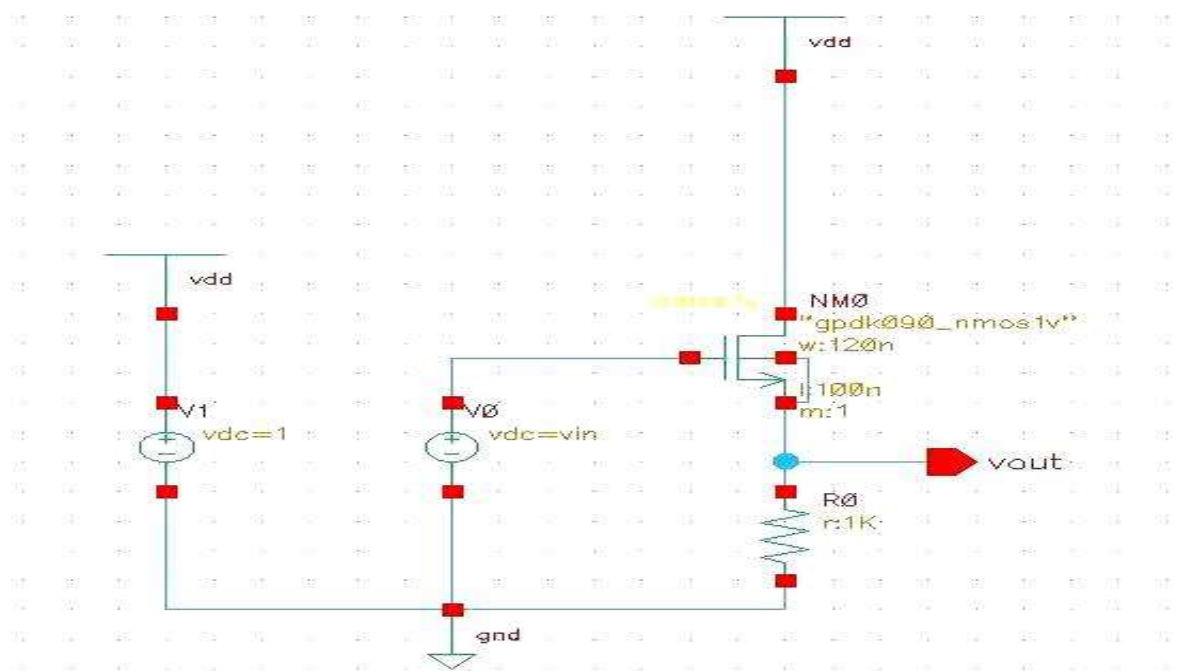 vdd
vdd
NM0
"gpdk090_nmos1v"
w:120n
l:100n
m:1
V1
vdc=1
V0
vdc=vin
vout
R0
r:1K
gnd